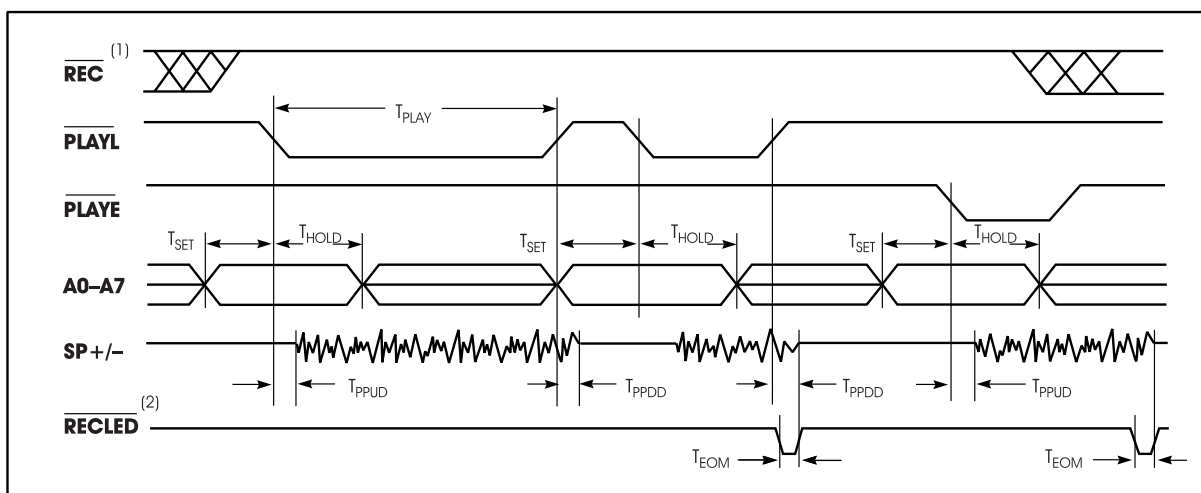 REC (1)
TPLAY
PLAYL
PLAYE
TSET THOLD TSET THOLD TSET THOLD
A0–A7
SP+/–
TPPUD TPPDD TPPDD TPPUD
RECLED (2)
TEOM TEOM